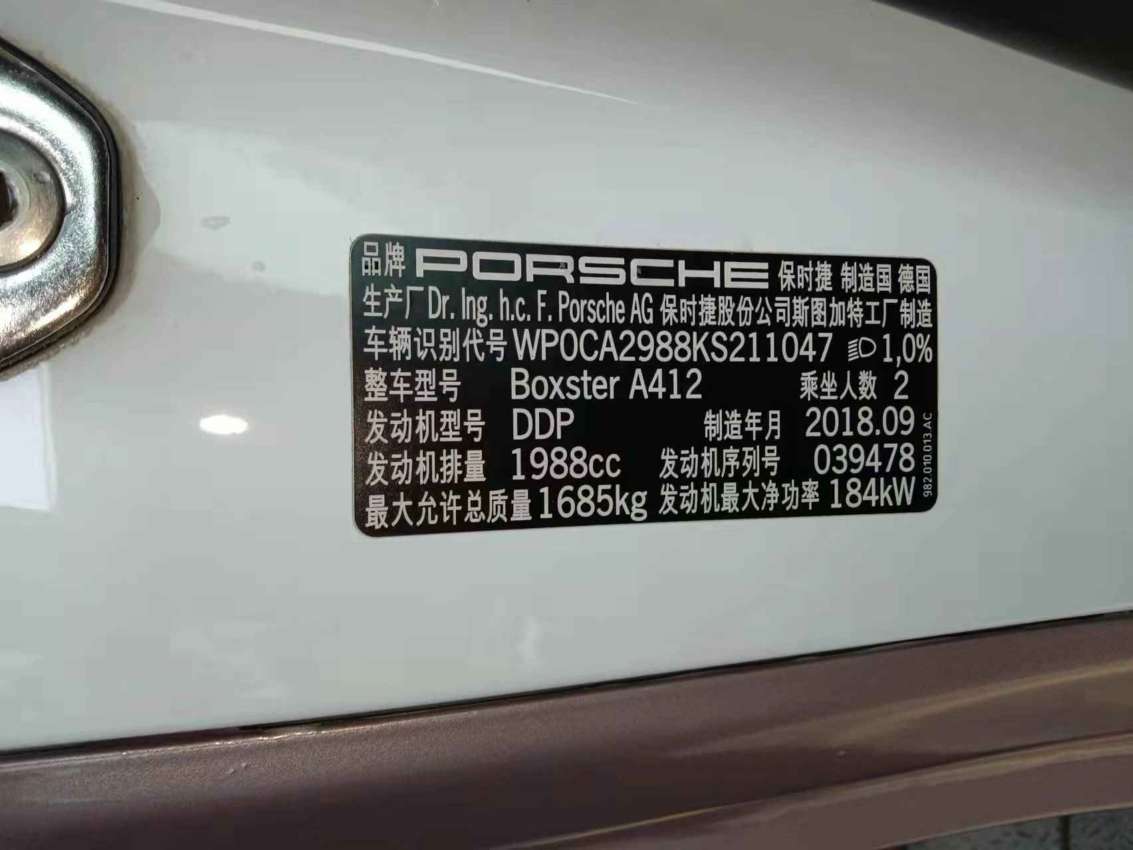 品牌 PORSCHE 保时捷 制造国 德国
生产厂 Dr. Ing. h.c. F. Porsche AG 保时捷股份公司斯图加特工厂制造
车辆识别代号 WP0CA2988KS211047 1,0%
整车型号 Boxster A412 乘坐人数 2
发动机型号 DDP 制造年月 2018.09
发动机排量 1988cc 发动机序列号 039478
最大允许总质量 1685kg 发动机最大净功率 184kW
982.010.013.AC